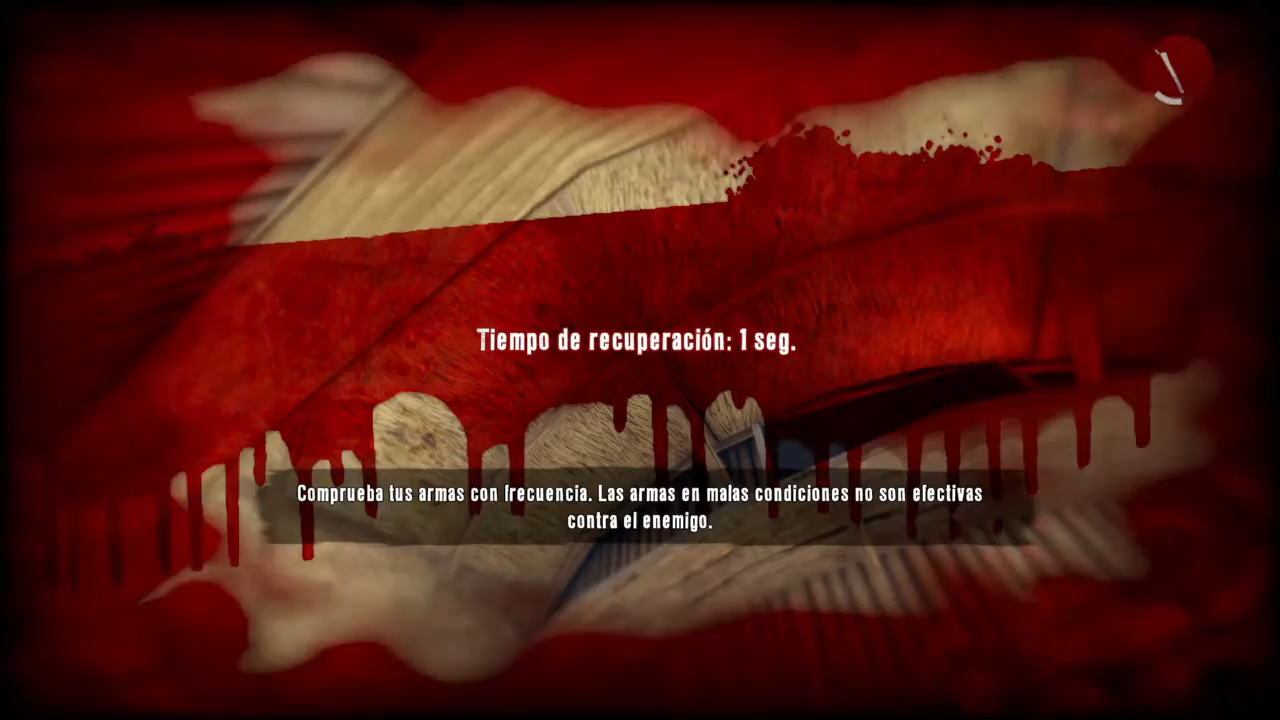 Tiempo de recuperación: 1 seg.
Comprueba tus armas con frecuencia. Las armas en malas condiciones no son efectivas
contra el enemigo.